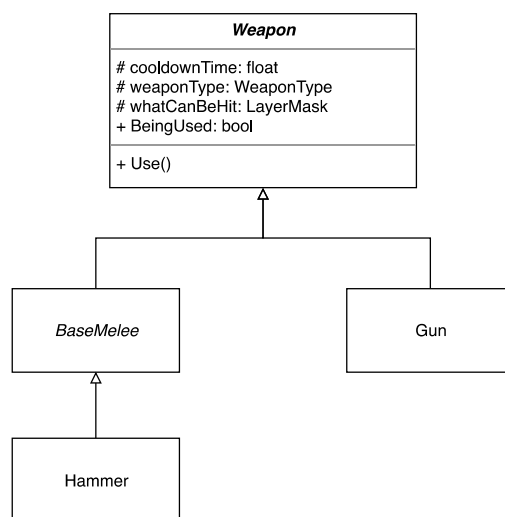 Weapon
# cooldownTime: float
# weaponType: WeaponType
# whatCanBeHit: LayerMask
+ BeingUsed: bool
+ Use()
BaseMelee
Gun
Hammer